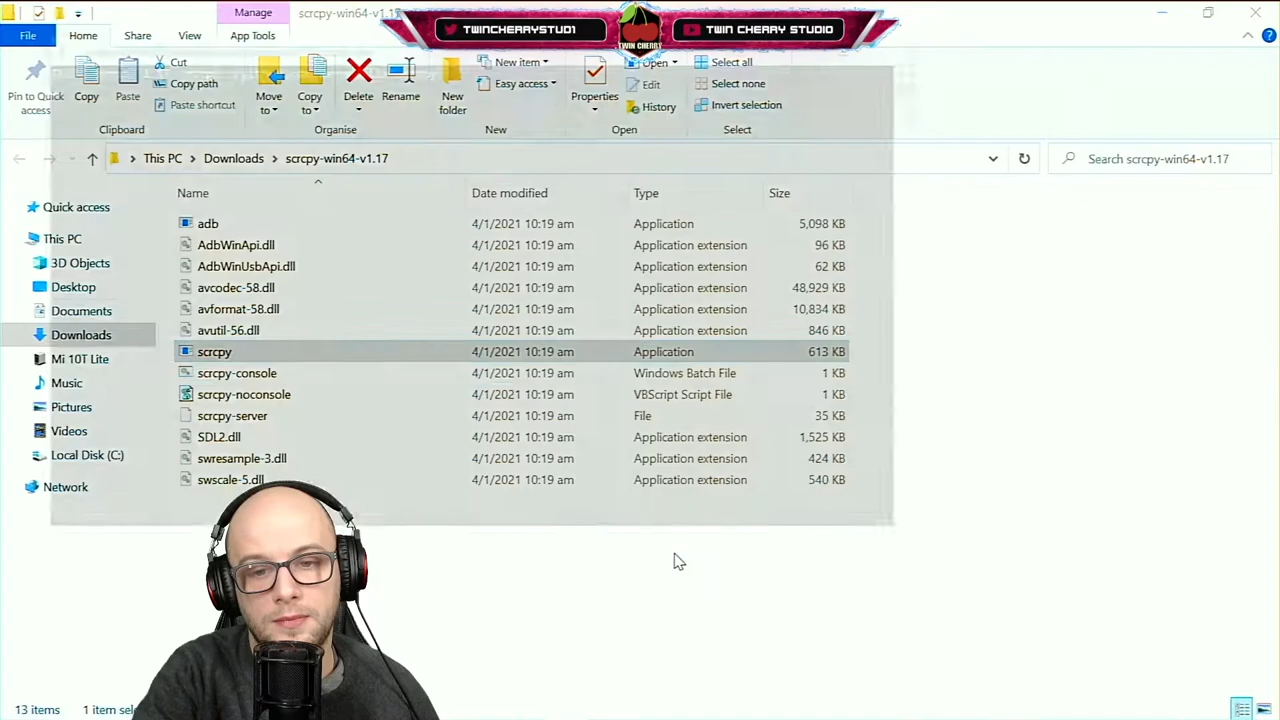 Manage
scrcpy-win64-v1.17
TWINCHERRYSTUD1
TWIN CHERRY
TWIN CHERRY STUDIO
File
Home
Share
View
App Tools
Pin to Quick
access
Copy
Paste
Cut
Copy path
Paste shortcut
Clipboard
Move
to
Copy
to
Delete
Rename
Organise
New
folder
New item
Easy access
New
Properties
Open
Edit
History
Open
Select all
Select none
Invert selection
Select
This PC
Downloads
scrcpy-win64-v1.17
Search scrcpy-win64-v1.17
Name Date modified Type Size
Quick access
This PC
3D Objects
Desktop
Documents
Downloads
Mi 10T Lite
Music
Pictures
Videos
Local Disk (C:)
Network
adb 4/1/2021 10:19 am Application 5,098 KB
AdbWinApi.dll 4/1/2021 10:19 am Application extension 96 KB
AdbWinUsbApi.dll 4/1/2021 10:19 am Application extension 62 KB
avcodec-58.dll 4/1/2021 10:19 am Application extension 48,929 KB
avformat-58.dll 4/1/2021 10:19 am Application extension 10,834 KB
avutil-56.dll 4/1/2021 10:19 am Application extension 846 KB
scrcpy 4/1/2021 10:19 am Application 613 KB
scrcpy-console 4/1/2021 10:19 am Windows Batch File 1 KB
scrcpy-noconsole 4/1/2021 10:19 am VBScript Script File 1 KB
scrcpy-server 4/1/2021 10:19 am File 35 KB
SDL2.dll 4/1/2021 10:19 am Application extension 1,525 KB
swresample-3.dll 4/1/2021 10:19 am Application extension 424 KB
swscale-5.dll 4/1/2021 10:19 am Application extension 540 KB
13 items
1 item sel